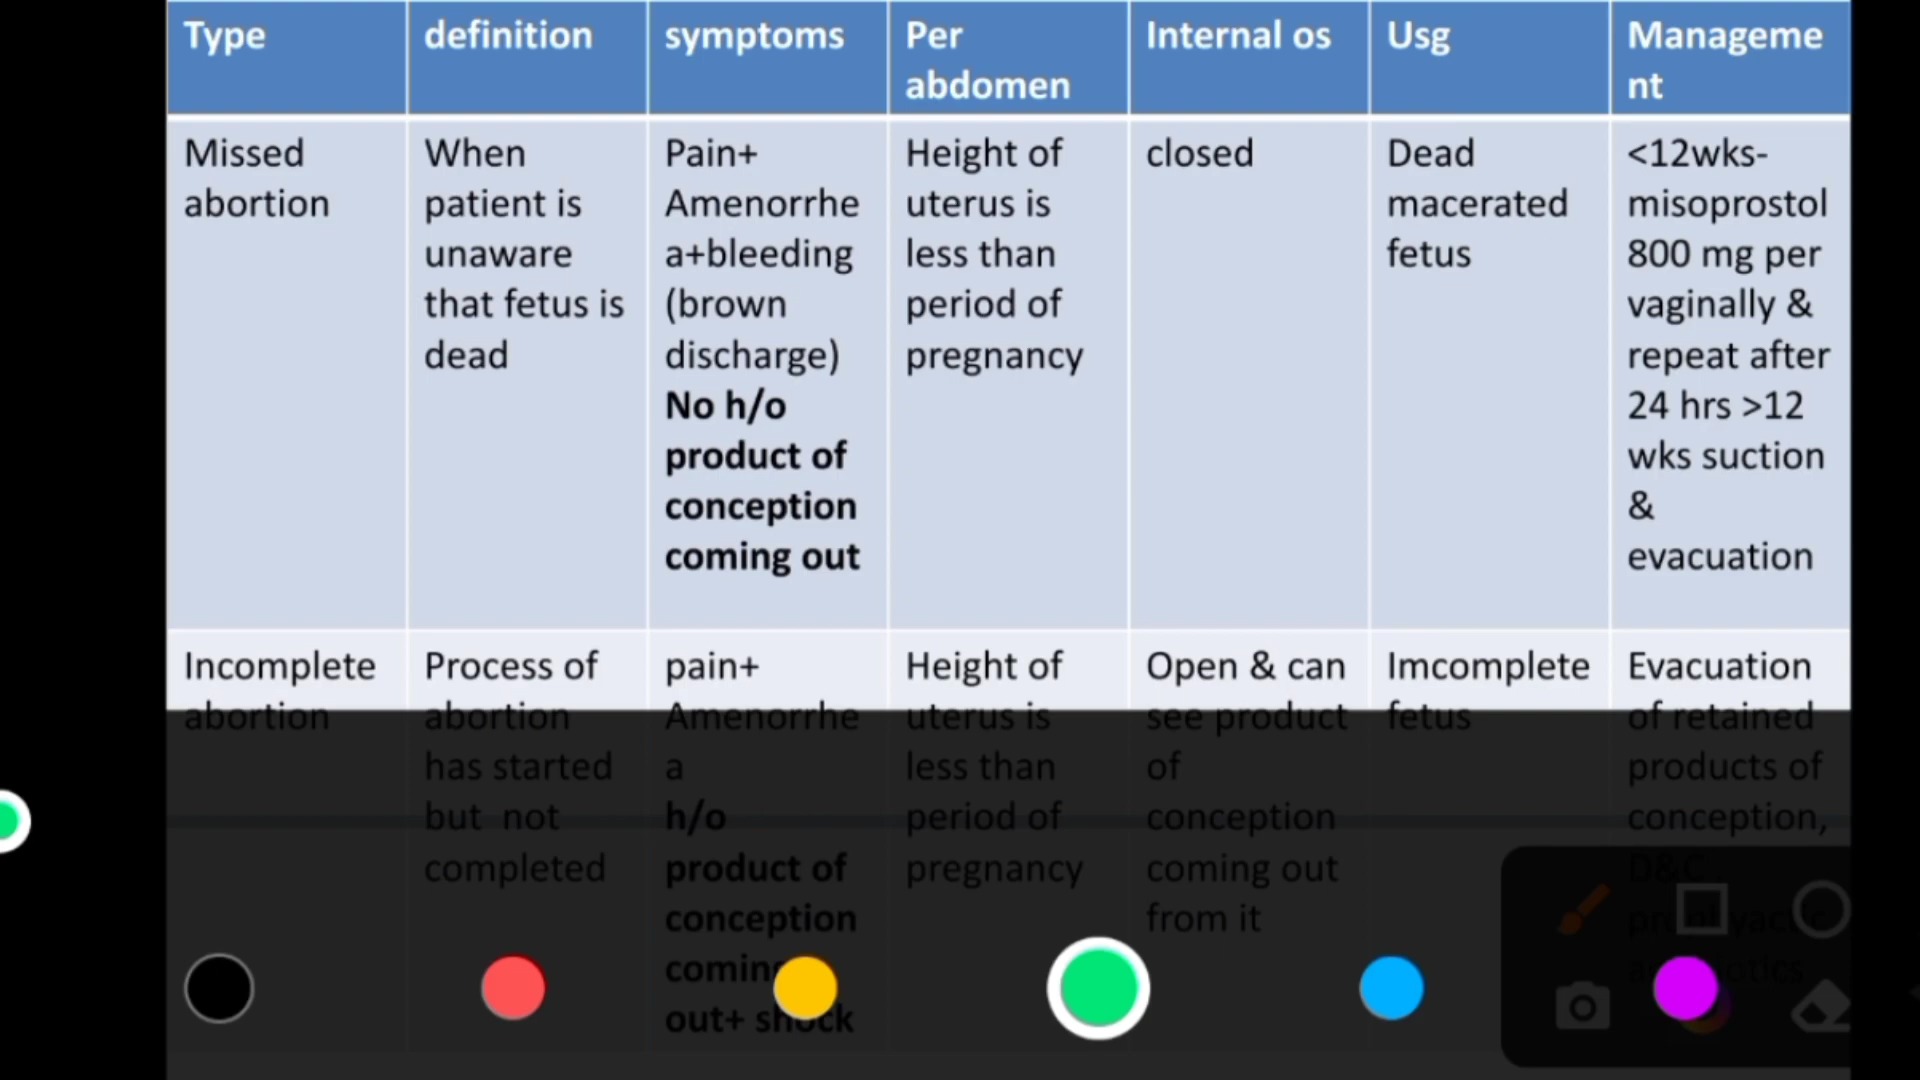 Type
definition
symptoms
Per
abdomen
Internal os
Usg
Manageme
nt
Missed
abortion
When
patient is
unaware
that fetus is
dead
Pain+
Amenorrhe
a+bleeding
(brown
discharge)
No h/o
product of
conception
coming out
Height of
uterus is
less than
period of
pregnancy
closed
Dead
macerated
fetus
<12wks-
misoprostol
800 mg per
vaginally &
repeat after
24 hrs >12
wks suction
&
evacuation
Incomplete
abortion
Process of
abortion
has started
but not
completed
pain+
Amenorrhe
a
h/o
product of
conception
coming
out+ shock
Height of
uterus is
less than
period of
pregnancy
Open & can
see product
of
conception
coming out
from it
Imcomplete
fetus
Evacuation
of retained
products of
conception,
D&C